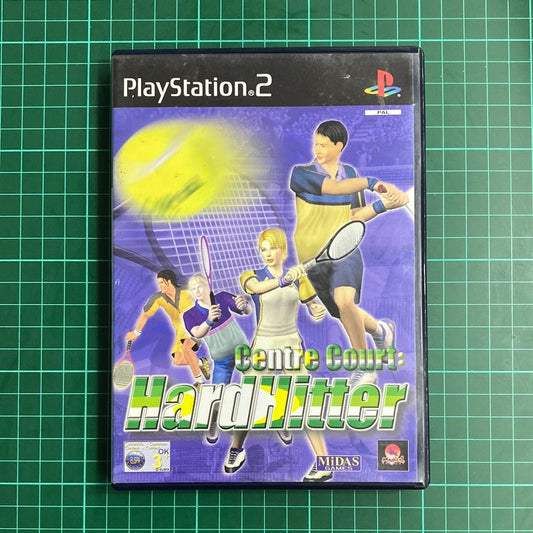 PlayStation®2
PAL
Centre Court:
HardHitter
OK
3
MiDAS
GAMES